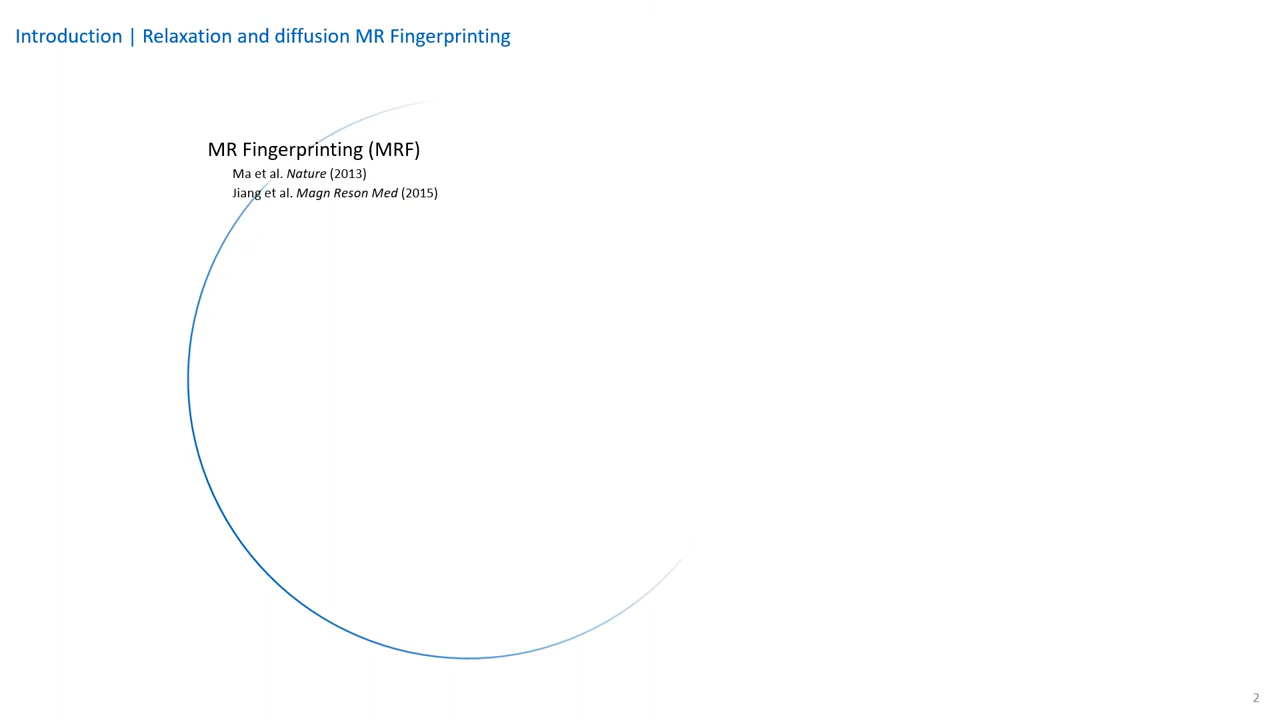 Introduction | Relaxation and diffusion MR Fingerprinting
MR Fingerprinting (MRF)
Ma et al. Nature (2013)
Jiang et al. Magn Reson Med (2015)
2